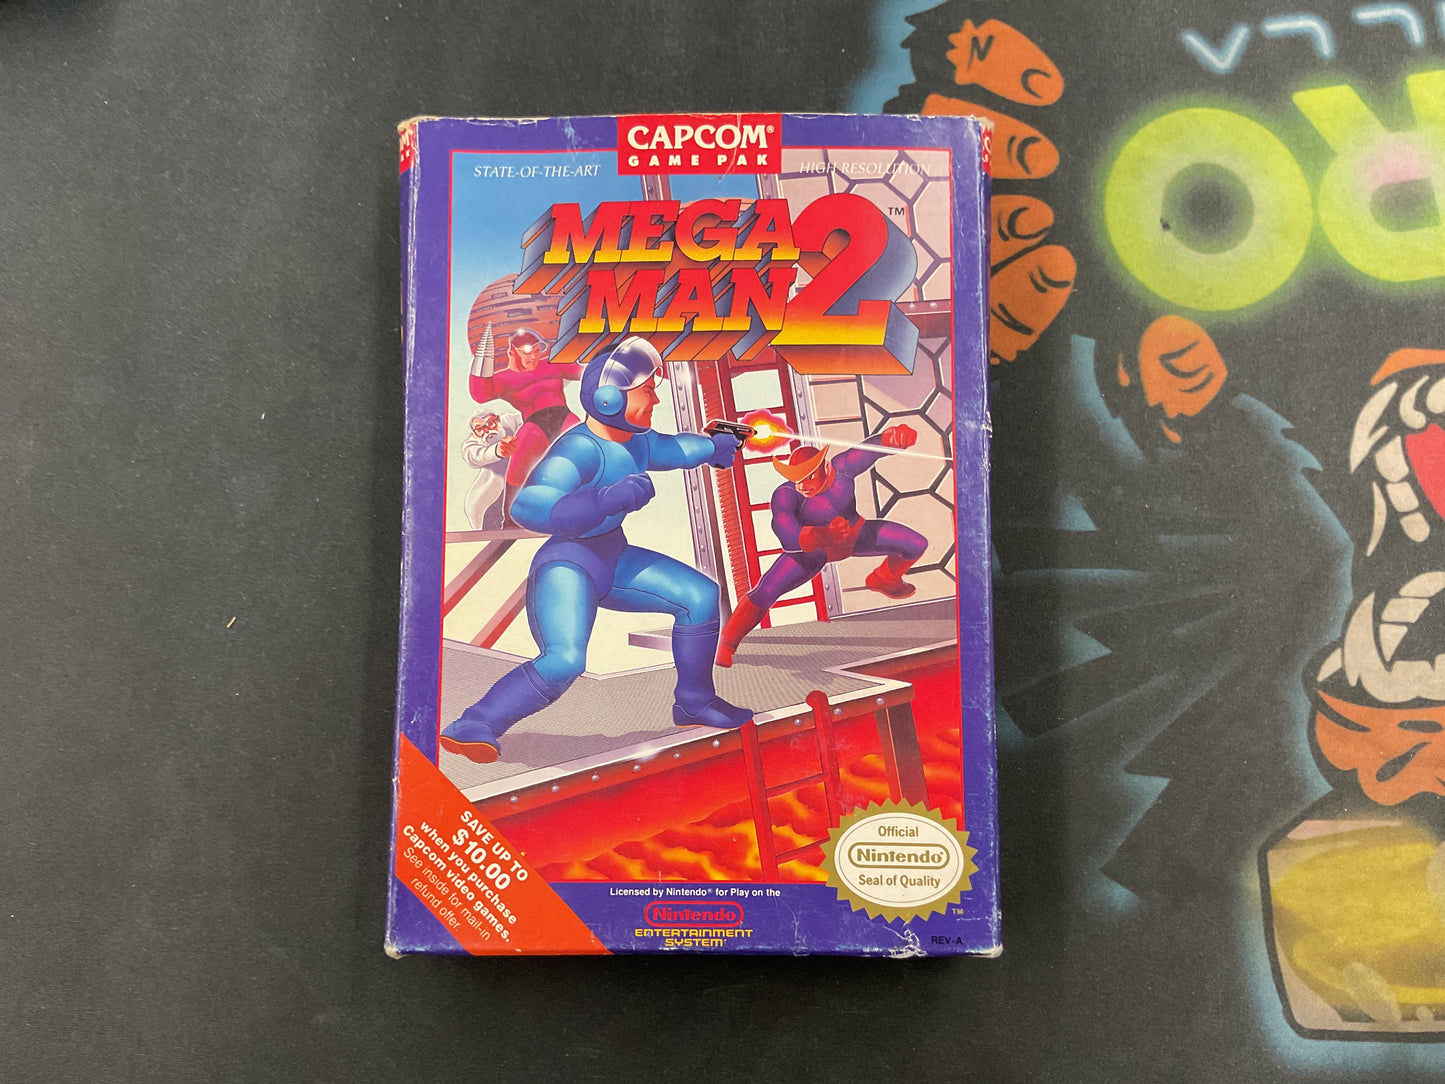 CAPCOM®
GAME PAK
STATE-OF-THE-ART
HIGH RESOLUTION
MEGA
MAN 2 ™
SAVE UP TO
$10.00
when you purchase
Capcom video games.
See inside for mail-in
refund offer.
Licensed by Nintendo® for Play on the
Nintendo
ENTERTAINMENT
SYSTEM®
Official
Nintendo®
Seal of Quality
TM
REV-A